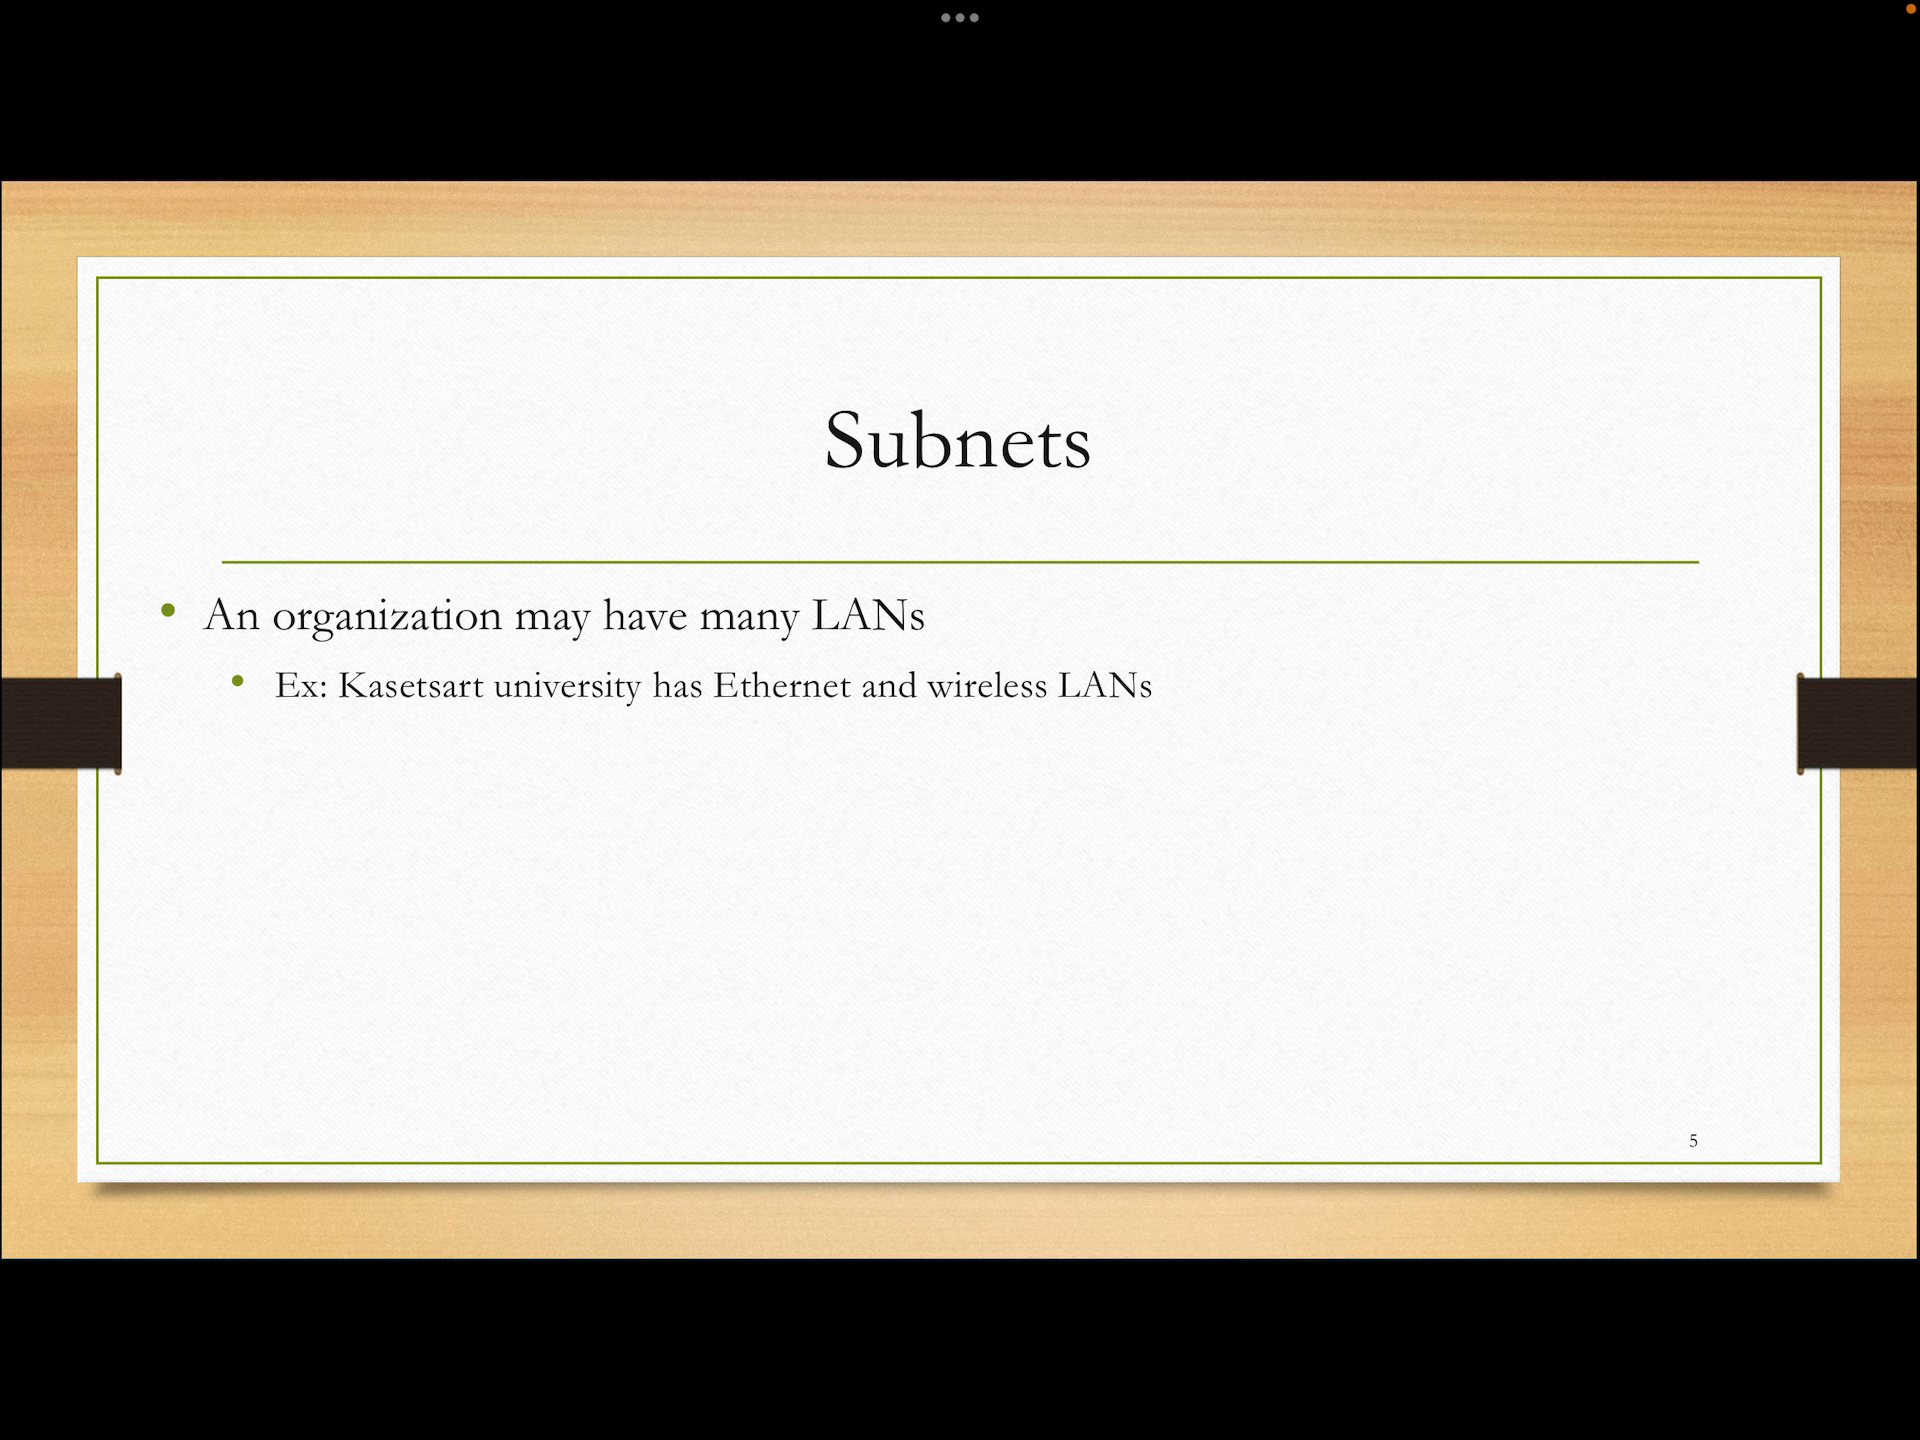 Subnets
An organization may have many LANs
Ex: Kasetsart university has Ethernet and wireless LANs
5